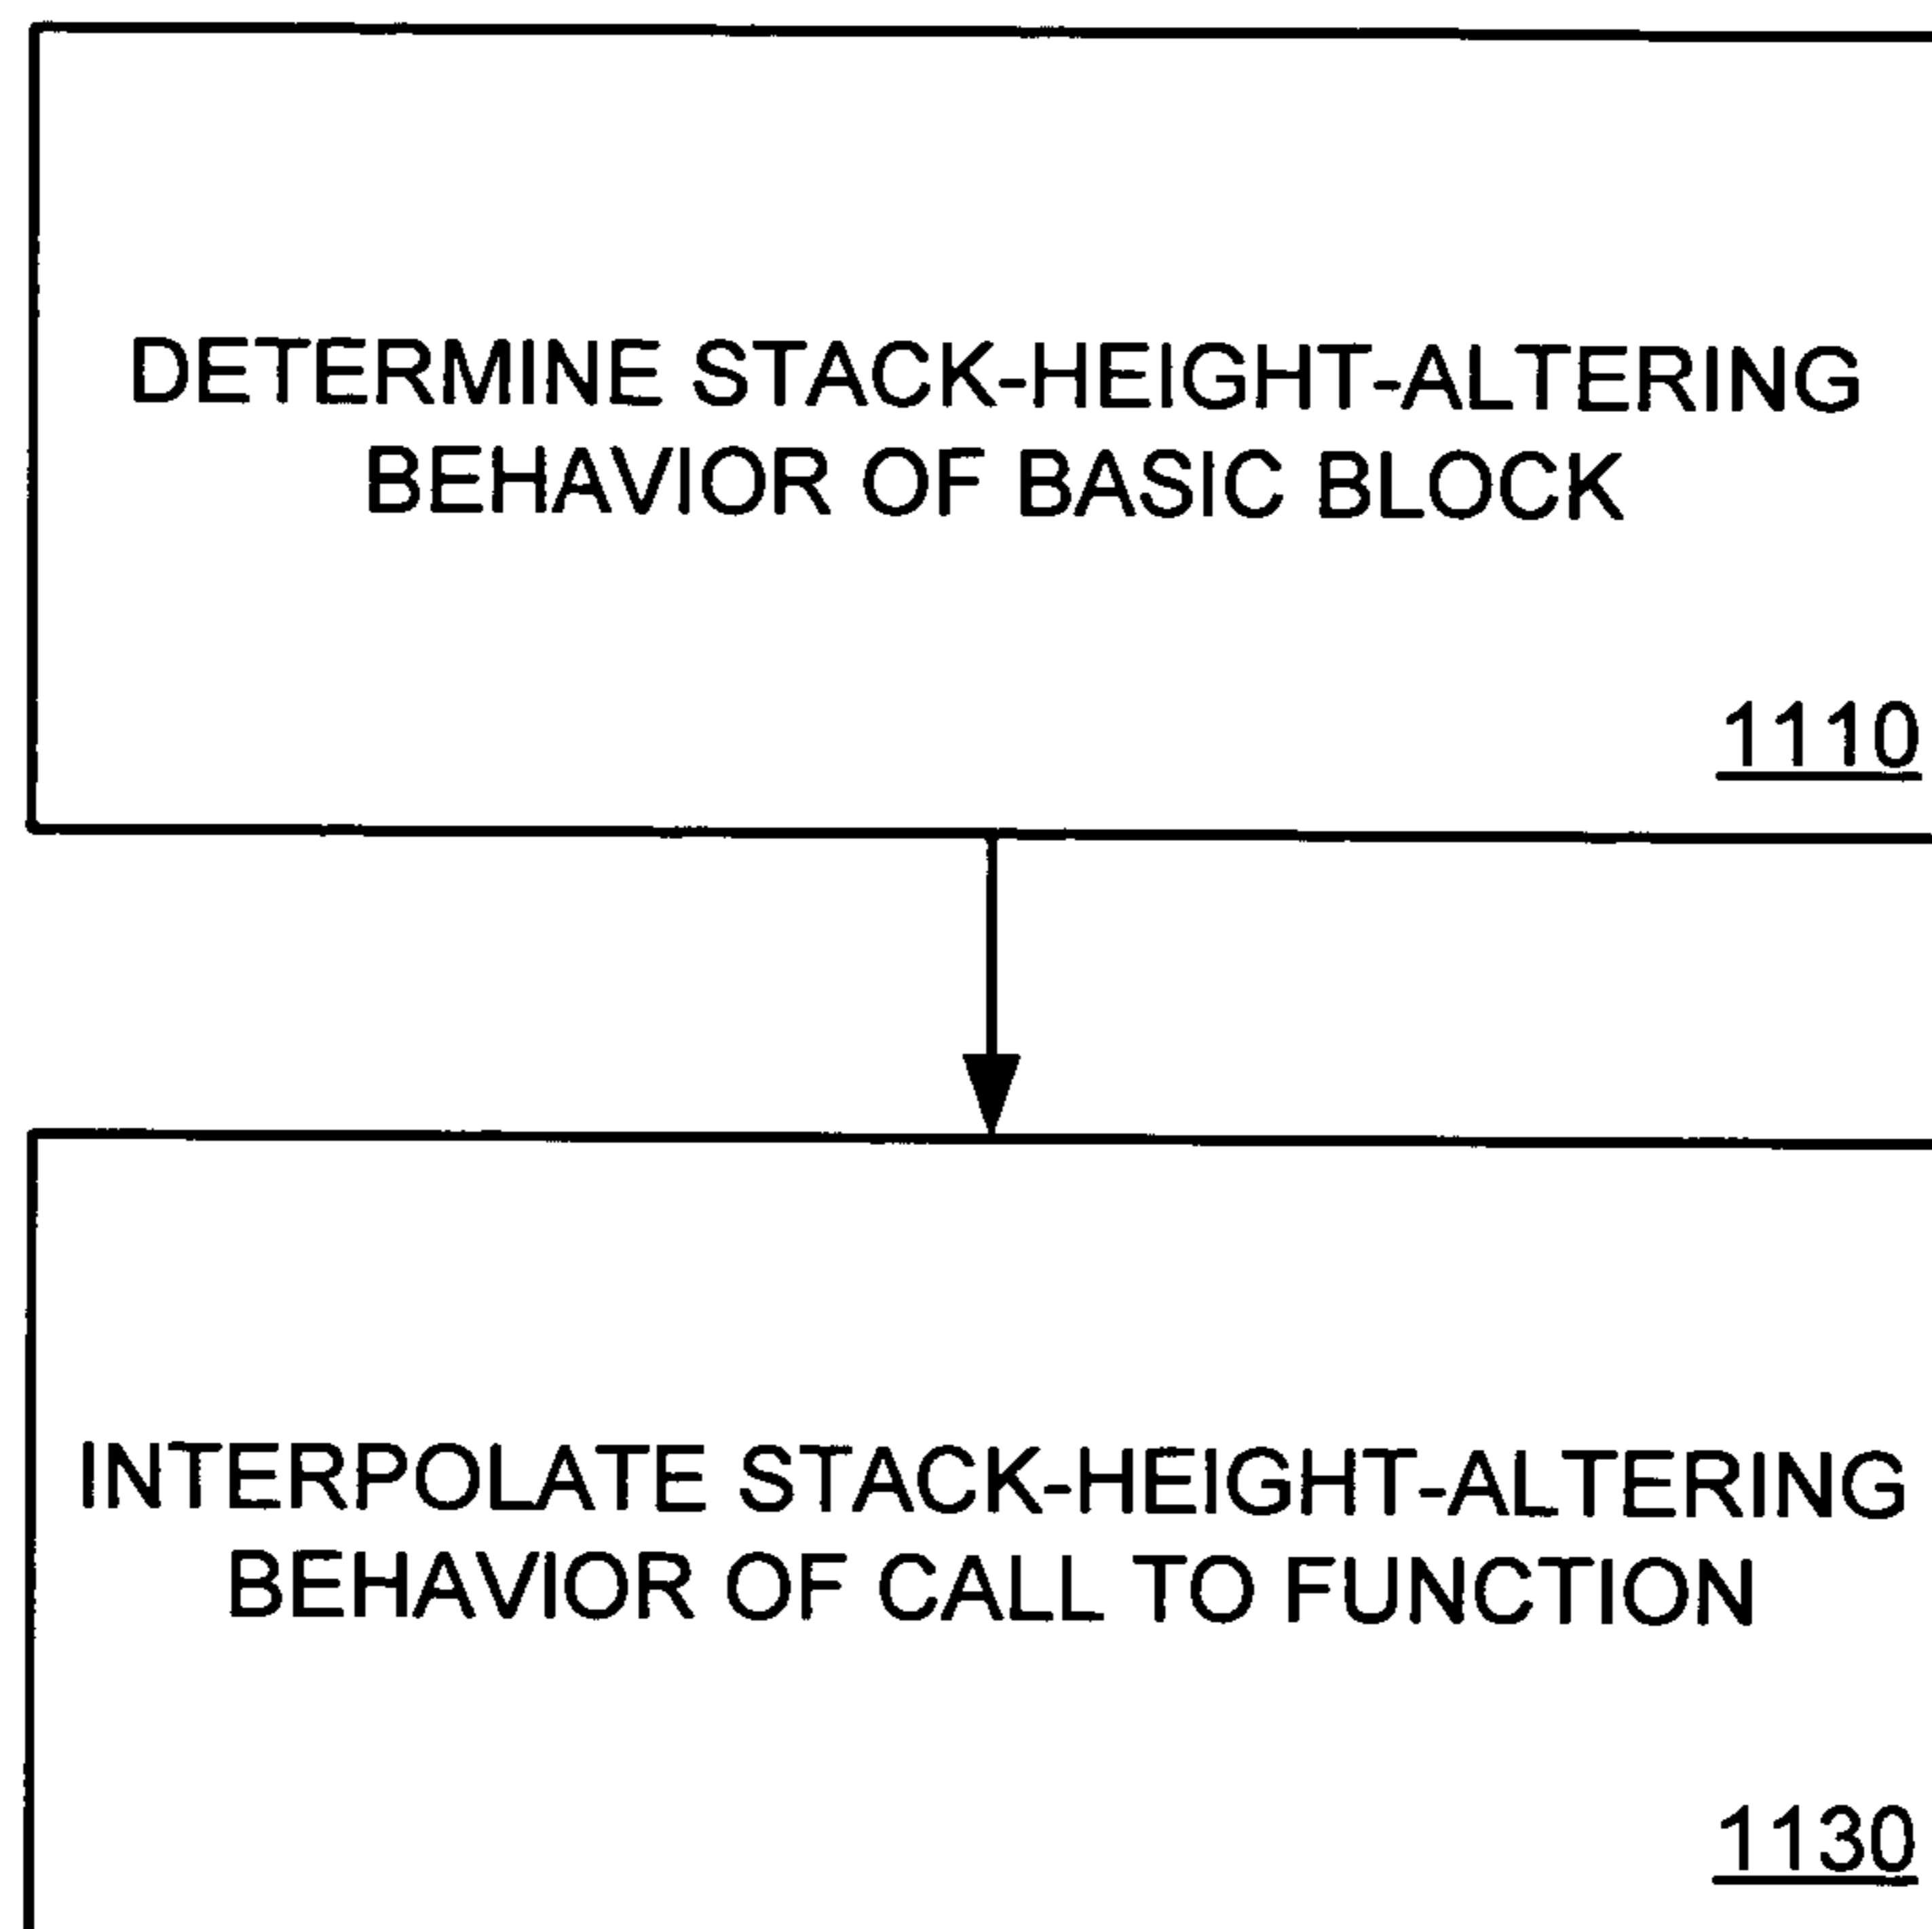 DETERMINE STACK-HEIGHT-ALTERING
BEHAVIOR OF BASIC BLOCK
1110
INTERPOLATE STACK-HEIGHT-ALTERING
BEHAVIOR OF CALL TO FUNCTION
1130